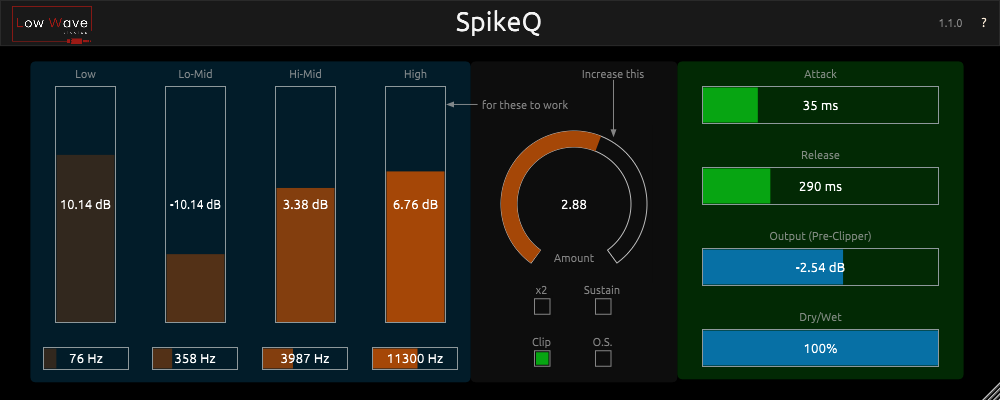 Low Wave
SpikeQ
1.1.0
?
Low
Lo-Mid
Hi-Mid
High
Increase this
for these to work
Attack
35 ms
Release
290 ms
10.14 dB
-10.14 dB
3.38 dB
6.76 dB
2.88
Output (Pre-Clipper)
-2.54 dB
Amount
x2
Sustain
Dry/Wet
100%
Clip
O.S.
76 Hz
358 Hz
3987 Hz
11300 Hz